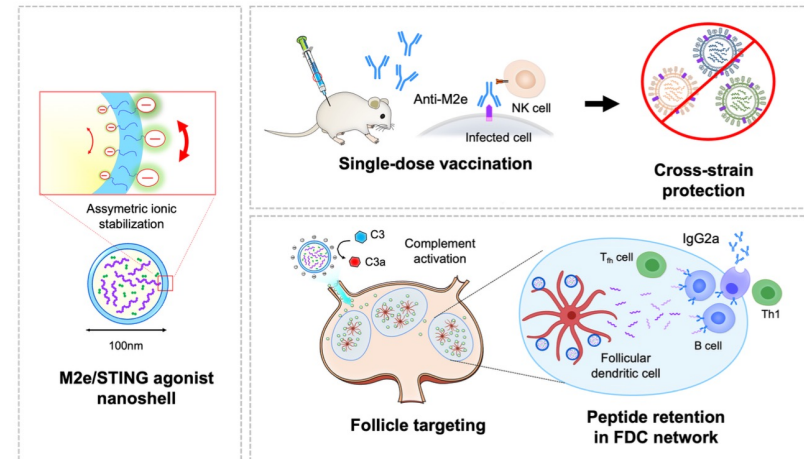 Assymetric ionic
stabilization
100nm
M2e/STING agonist
nanoshell
Anti-M2e
NK cell
Infected cell
Single-dose vaccination
Cross-strain
protection
C3
C3a
Complement
activation
Follicle targeting
IgG2a
Tfh cell
Th1
B cell
Follicular
dendritic cell
Peptide retention
in FDC network